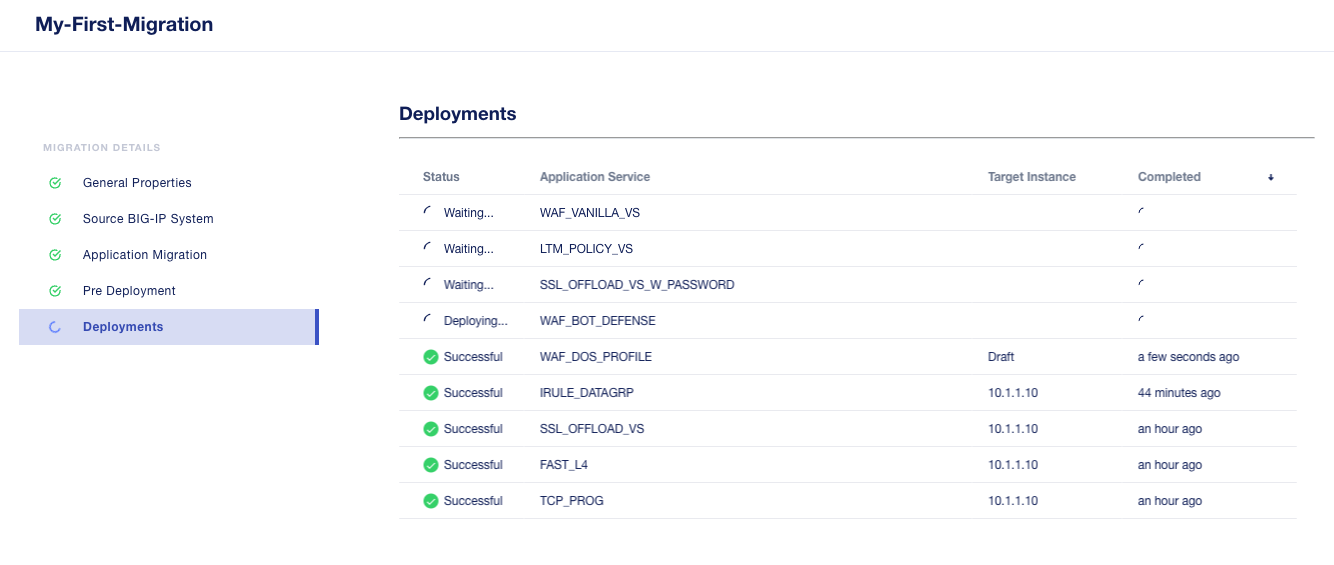 My-First-Migration
MIGRATION DETAILS
General Properties
Source BIG-IP System
Application Migration
Pre Deployment
Deployments
Deployments
Status Application Service Target Instance Completed
Waiting... WAF_VANILLA_VS
Waiting... LTM_POLICY_VS
Waiting... SSL_OFFLOAD_VS_W_PASSWORD
Deploying... WAF_BOT_DEFENSE
Successful WAF_DOS_PROFILE Draft a few seconds ago
Successful IRULE_DATAGRP 10.1.1.10 44 minutes ago
Successful SSL_OFFLOAD_VS 10.1.1.10 an hour ago
Successful FAST_L4 10.1.1.10 an hour ago
Successful TCP_PROG 10.1.1.10 an hour ago